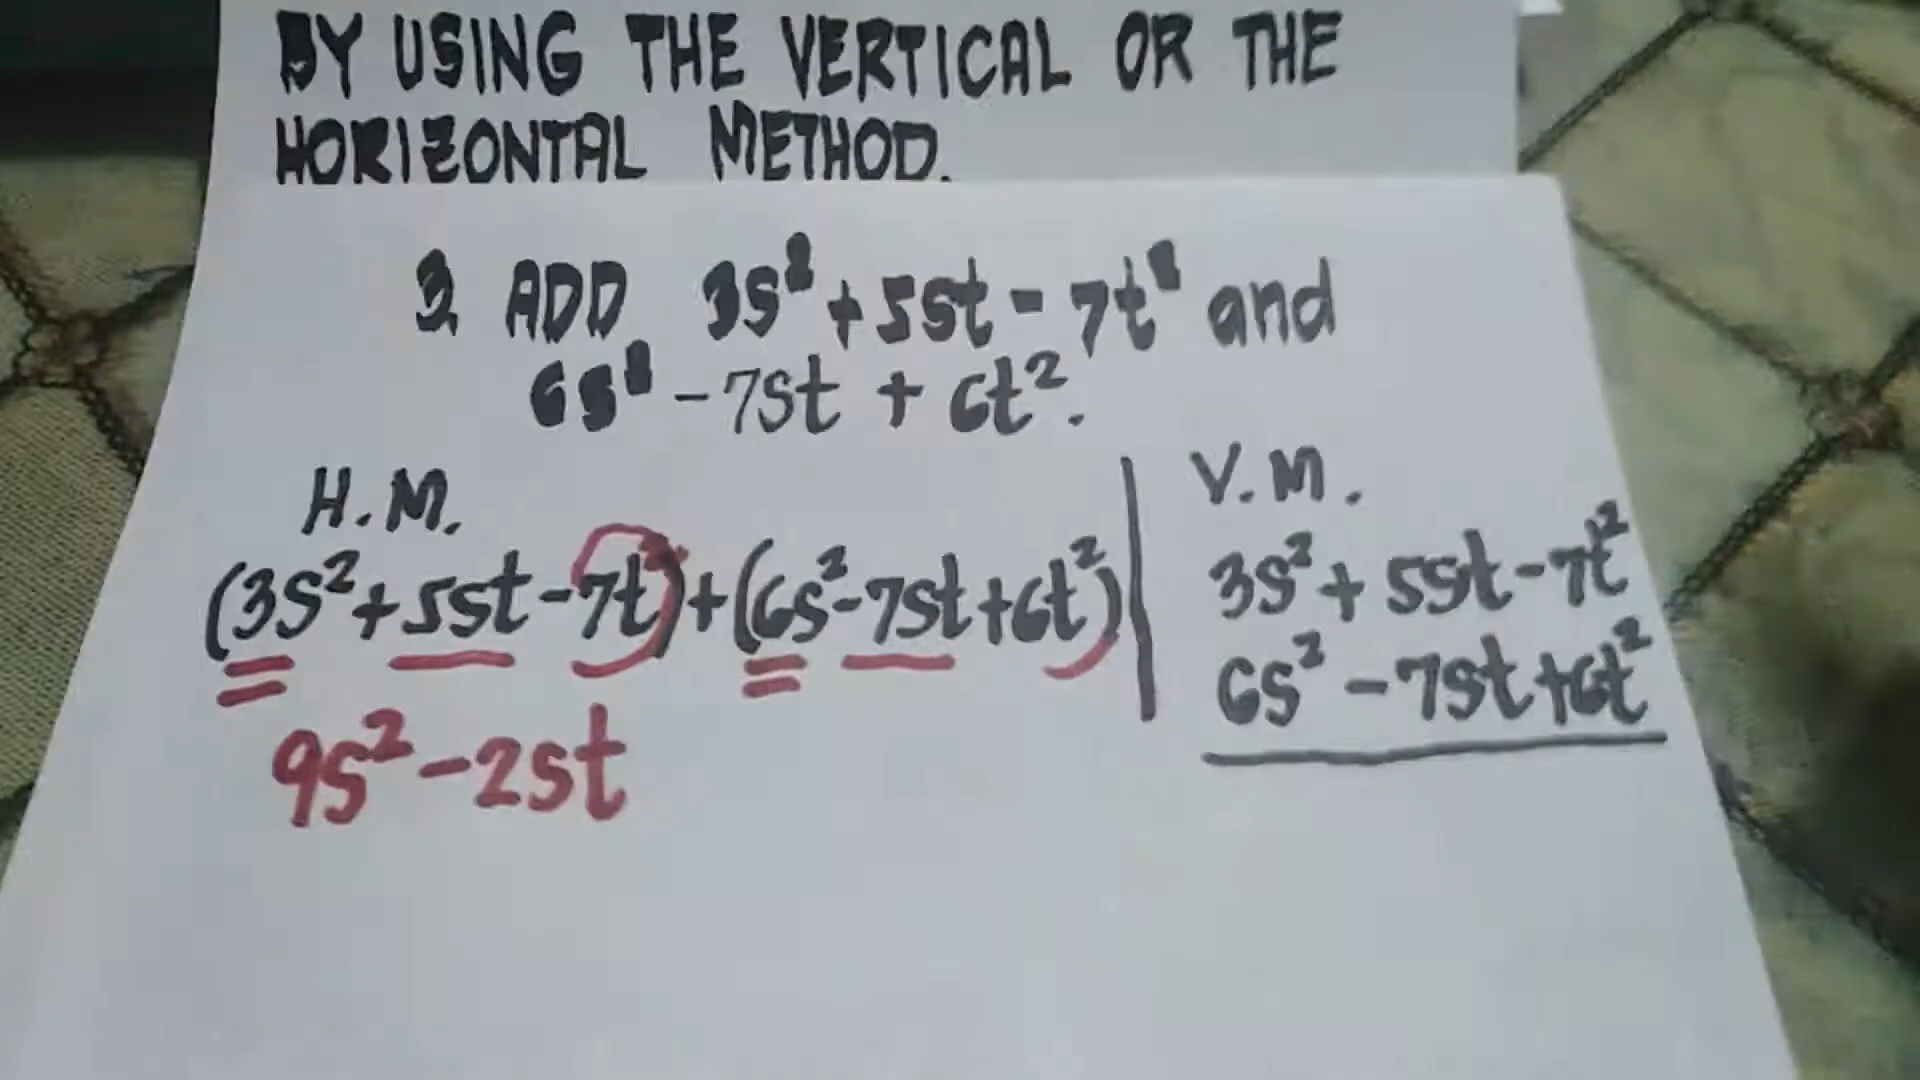 BY USING THE VERTICAL OR THE
HORIZONTAL METHOD.
3. ADD 3s² + 5st - 7t² and
6s² - 7st + 6t².
H.M.
(3s² + 5st - 7t²) + (6s² - 7st + 6t²)
9s² - 2st
V.M.
3s² + 5st - 7t²
6s² - 7st + 6t²